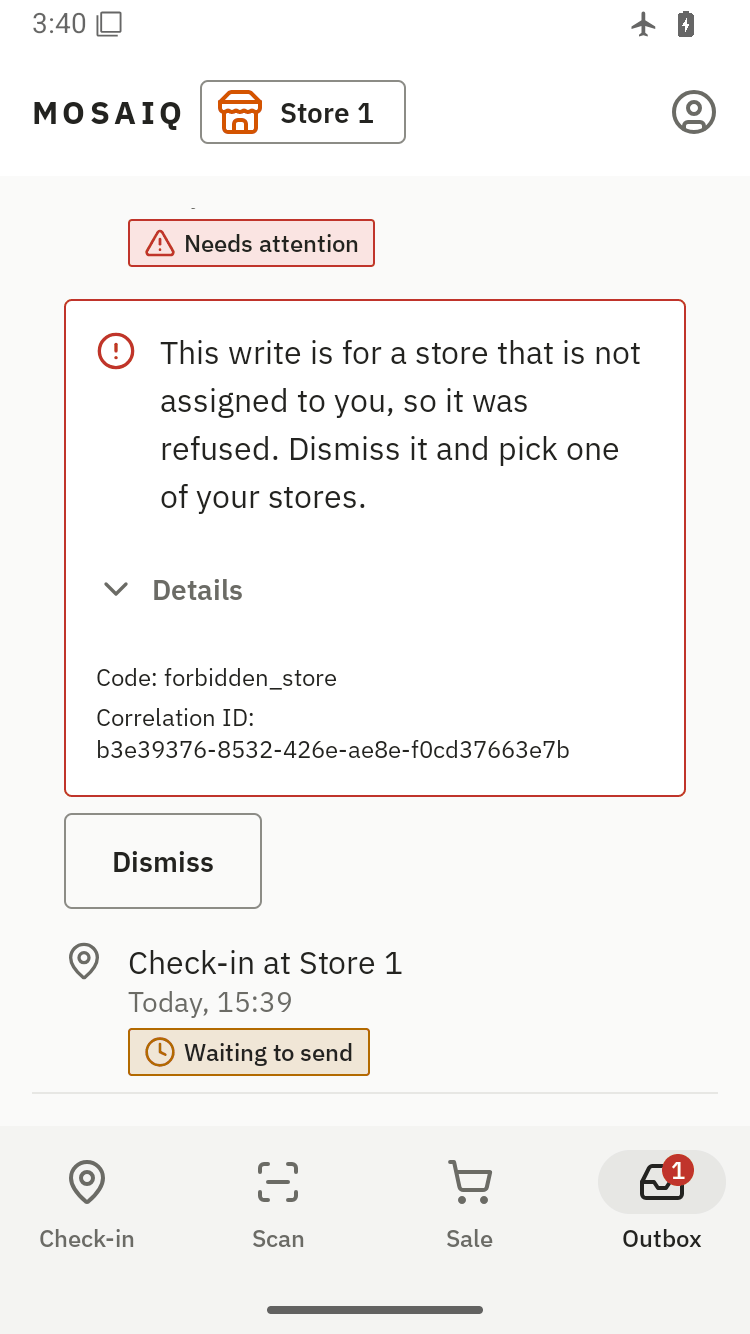 3:40
MOSAIQ
Store 1
Needs attention
This write is for a store that is not
assigned to you, so it was
refused. Dismiss it and pick one
of your stores.
Details
Code: forbidden_store
Correlation ID:
b3e39376-8532-426e-ae8e-f0cd37663e7b
Dismiss
Check-in at Store 1
Today, 15:39
Waiting to send
1
Check-in
Scan
Sale
Outbox